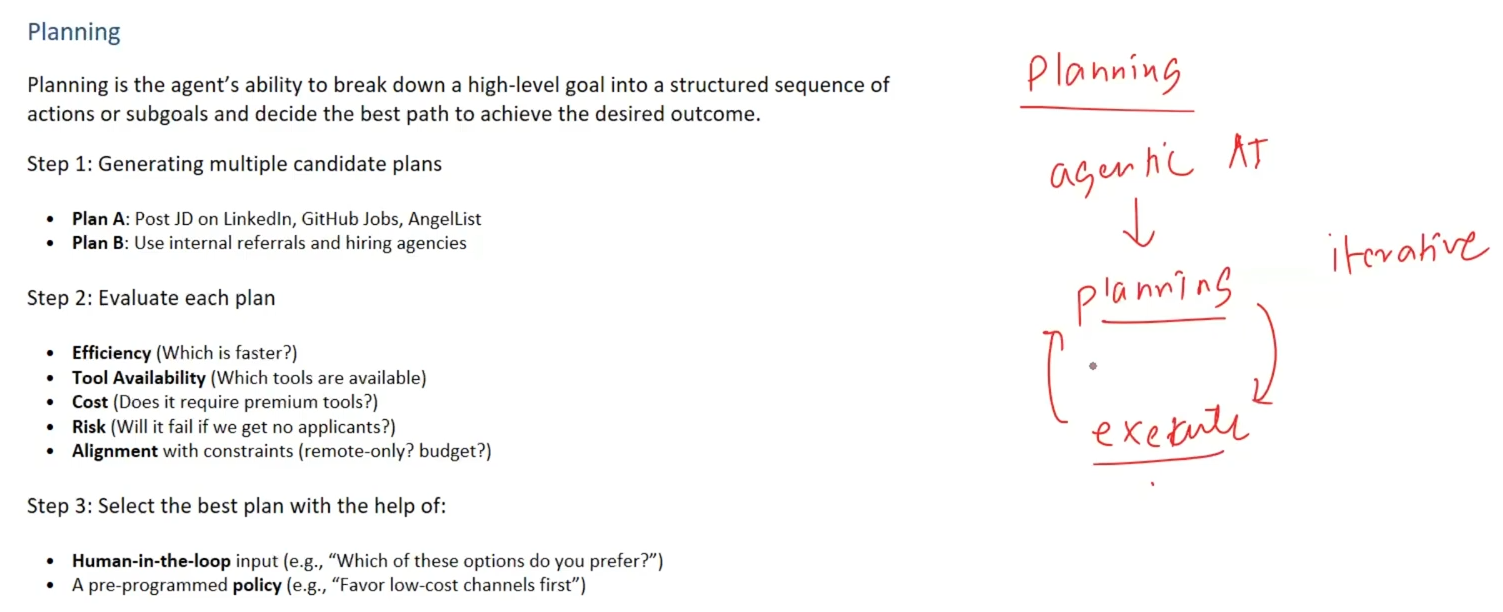 Planning
Planning is the agent’s ability to break down a high-level goal into a structured sequence of
actions or subgoals and decide the best path to achieve the desired outcome.
Step 1: Generating multiple candidate plans
• Plan A: Post JD on LinkedIn, GitHub Jobs, AngelList
• Plan B: Use internal referrals and hiring agencies
Step 2: Evaluate each plan
• Efficiency (Which is faster?)
• Tool Availability (Which tools are available)
• Cost (Does it require premium tools?)
• Risk (Will it fail if we get no applicants?)
• Alignment with constraints (remote-only? budget?)
Step 3: Select the best plan with the help of:
• Human-in-the-loop input (e.g., “Which of these options do you prefer?”)
• A pre-programmed policy (e.g., “Favor low-cost channels first”)
Planning
agentic AI
iterative
planning
execute